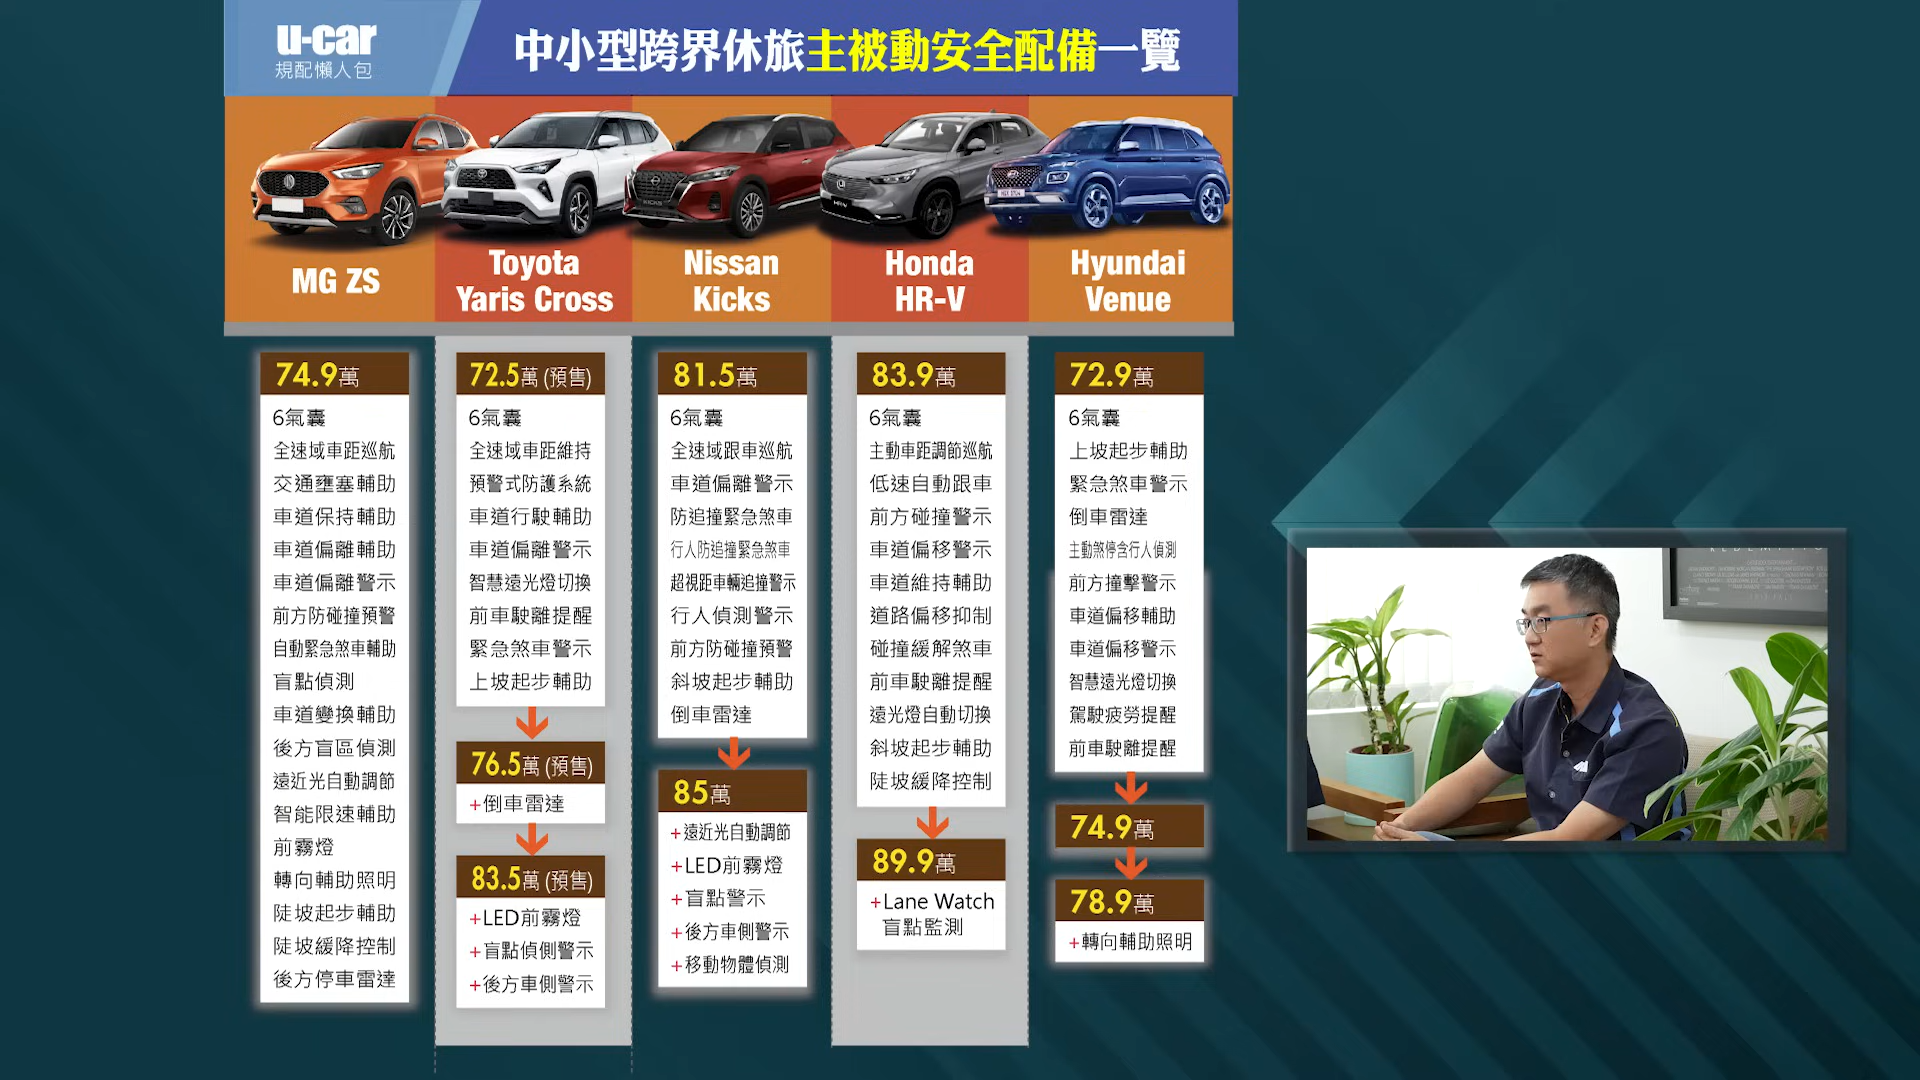 u-car
規配懶人包
中小型跨界休旅主被動安全配備一覽
MG ZS
Toyota
Yaris Cross
Nissan
Kicks
Honda
HR-V
Hyundai
Venue
74.9萬
6氣囊
全速域車距巡航
交通壅塞輔助
車道保持輔助
車道偏離輔助
車道偏離警示
前方防碰撞預警
自動緊急煞車輔助
盲點偵測
車道變換輔助
後方盲區偵測
遠近光自動調節
智能限速輔助
前霧燈
轉向輔助照明
陡坡起步輔助
陡坡緩降控制
後方停車雷達
72.5萬 (預售)
6氣囊
全速域車距維持
預警式防護系統
車道行駛輔助
車道偏離警示
智慧遠光燈切換
前車駛離提醒
緊急煞車警示
上坡起步輔助
76.5萬 (預售)
+倒車雷達
83.5萬 (預售)
+LED前霧燈
+盲點偵側警示
+後方車側警示
81.5萬
6氣囊
全速域跟車巡航
車道偏離警示
防追撞緊急煞車
行人防追撞緊急煞車
超視距車輛追撞警示
行人偵測警示
前方防碰撞預警
斜坡起步輔助
倒車雷達
85萬
+遠近光自動調節
+LED前霧燈
+盲點警示
+後方車側警示
+移動物體偵測
83.9萬
6氣囊
主動車距調節巡航
低速自動跟車
前方碰撞警示
車道偏移警示
車道維持輔助
道路偏移抑制
碰撞緩解煞車
前車駛離提醒
遠光燈自動切換
斜坡起步輔助
陡坡緩降控制
89.9萬
+Lane Watch
盲點監測
72.9萬
6氣囊
上坡起步輔助
緊急煞車警示
倒車雷達
主動煞停含行人偵測
前方撞擊警示
車道偏移輔助
車道偏移警示
智慧遠光燈切換
駕駛疲勞提醒
前車駛離提醒
74.9萬
78.9萬
+轉向輔助照明